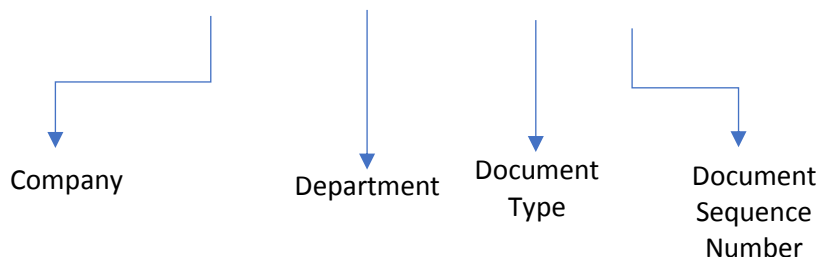 Company
Department
Document
Type
Document
Sequence
Number